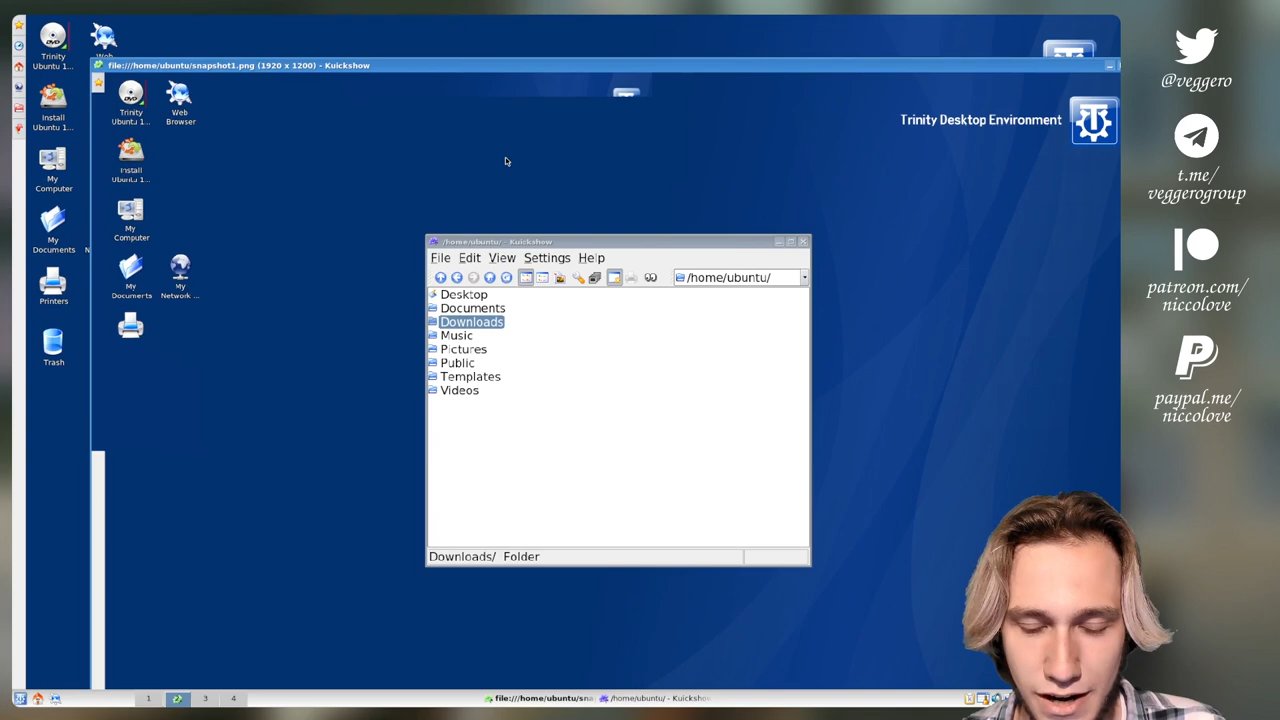 Trinity
Ubuntu 1...
Web
Install
Ubuntu 1...
My
Computer
My
Documents
N
Printers
Trash
file:///home/ubuntu/snapshot1.png (1920 x 1200) - Kuickshow
Trinity
Ubuntu 1...
Web
Browser
Install
Ubuntu 1...
My
Computer
My
Documents
My
Network ...
Trinity Desktop Environment
/home/ubuntu/ - Kuickshow
File Edit View Settings Help
/home/ubuntu/
Desktop
Documents
Downloads
Music
Pictures
Public
Templates
Videos
Downloads/ Folder
1 3 4
file:///home/ubuntu/sna
/home/ubuntu/ - Kuickshow
@veggero
t.me/
veggerogroup
patreon.com/
niccolove
paypal.me/
niccolove